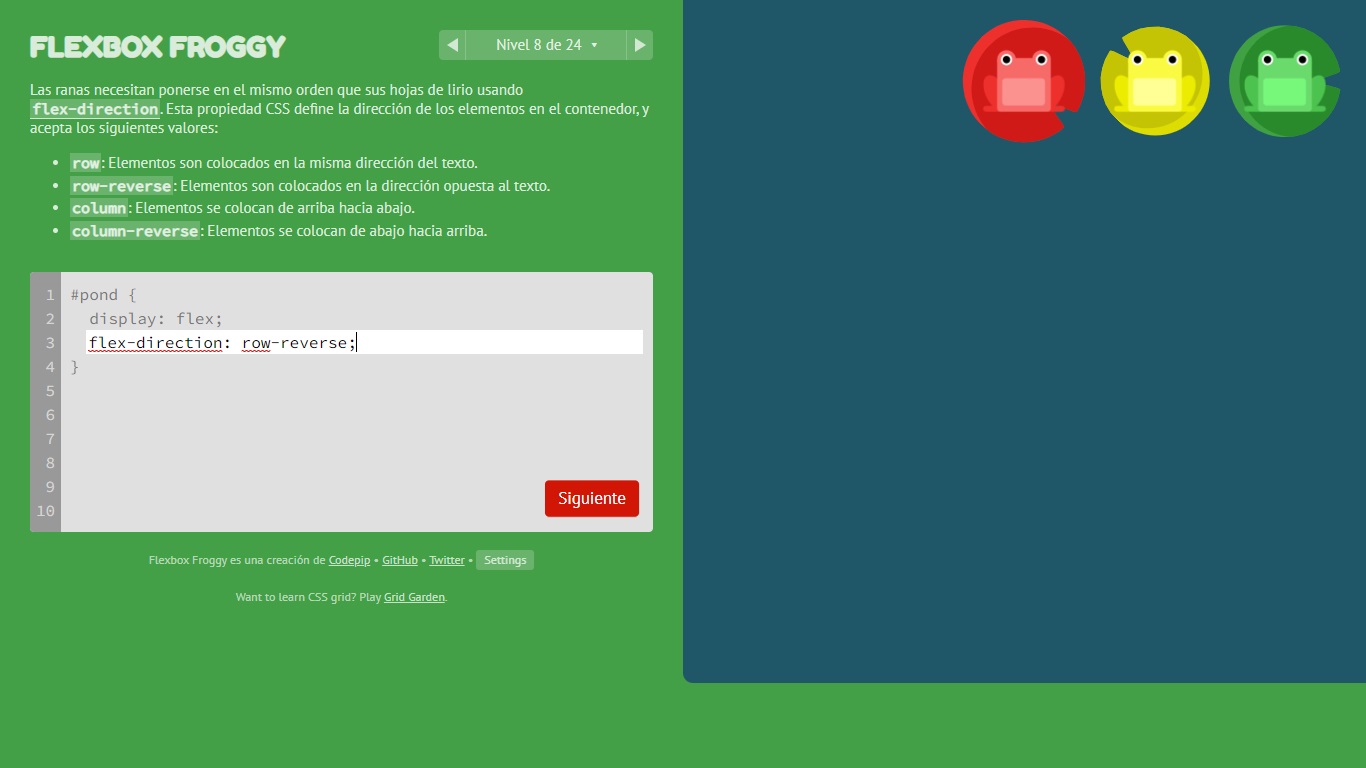 FLEXBOX FROGGY
Nivel 8 de 24
Las ranas necesitan ponerse en el mismo orden que sus hojas de lirio usando
flex-direction. Esta propiedad CSS define la dirección de los elementos en el contenedor, y
acepta los siguientes valores:
• row: Elementos son colocados en la misma dirección del texto.
• row-reverse: Elementos son colocados en la dirección opuesta al texto.
• column: Elementos se colocan de arriba hacia abajo.
• column-reverse: Elementos se colocan de abajo hacia arriba.
1 #pond {
2 display: flex;
3 flex-direction: row-reverse;
4 }
5
6
7
8
9
10
Siguiente
Flexbox Froggy es una creación de Codepip • GitHub • Twitter • Settings
Want to learn CSS grid? Play Grid Garden.